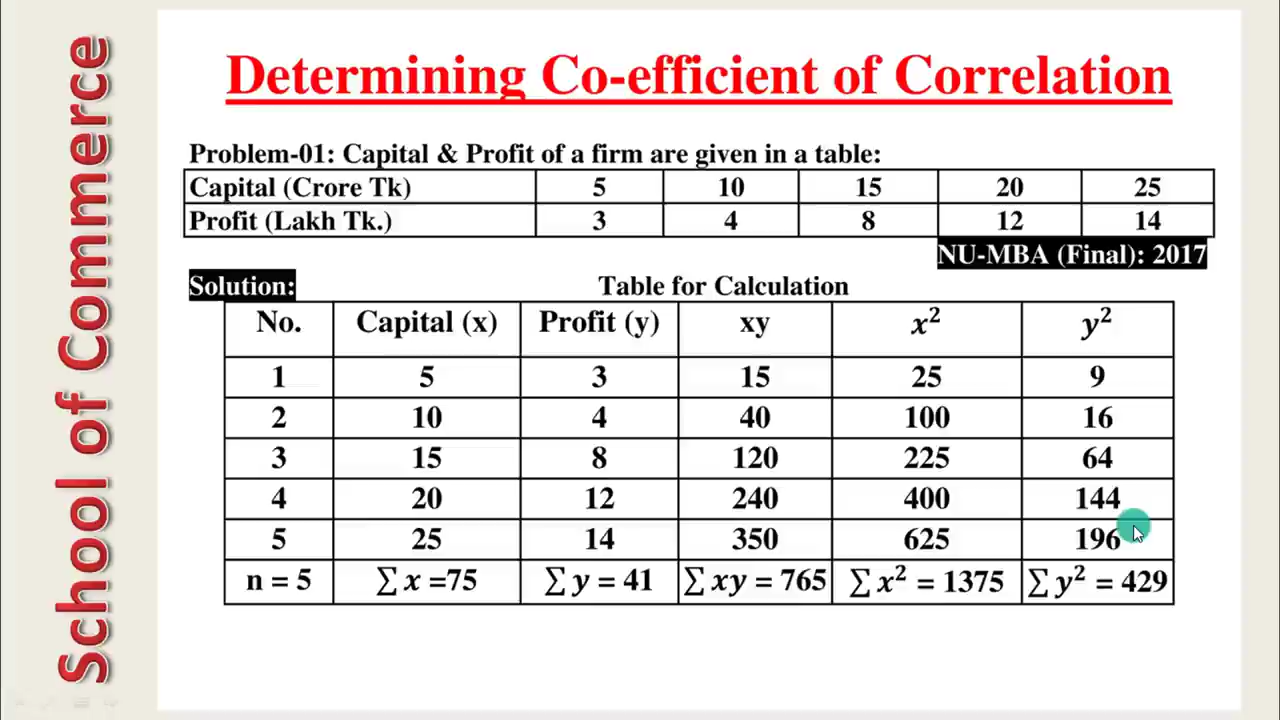 School of Commerce
Determining Co-efficient of Correlation
Problem-01: Capital & Profit of a firm are given in a table:
Capital (Crore Tk) 5 10 15 20 25
Profit (Lakh Tk.) 3 4 8 12 14
NU-MBA (Final): 2017
Solution: Table for Calculation
No. Capital (x) Profit (y) xy x² y²
1 5 3 15 25 9
2 10 4 40 100 16
3 15 8 120 225 64
4 20 12 240 400 144
5 25 14 350 625 196
n = 5 ∑ x =75 ∑ y = 41 ∑ xy = 765 ∑ x² = 1375 ∑ y² = 429